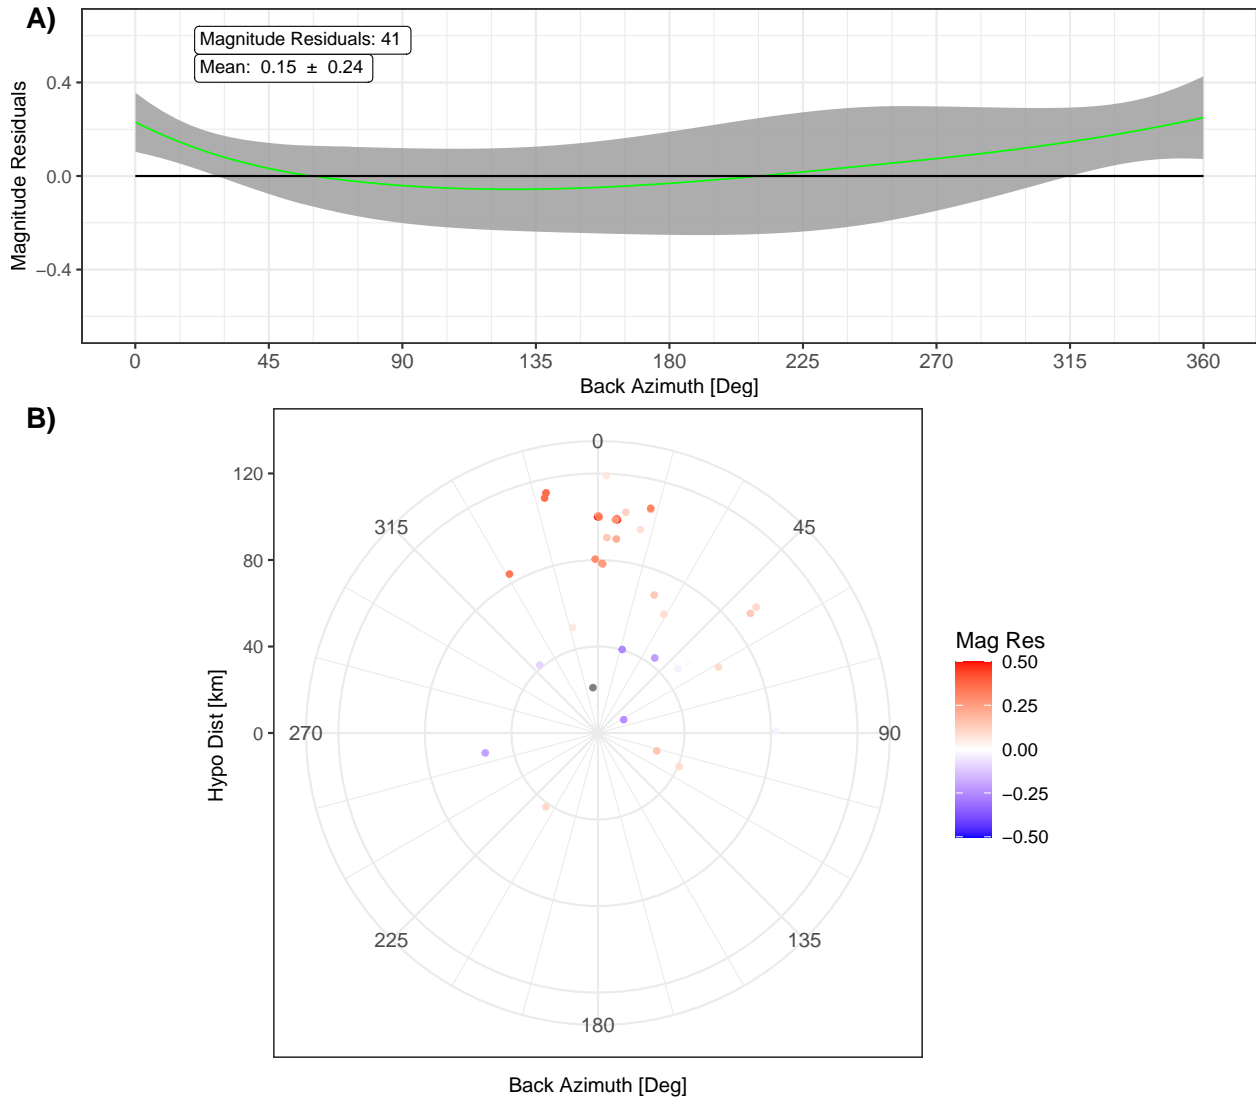 A)
Magnitude Residuals: 41
Mean:  0.15  ±  0.24
Magnitude Residuals
0.4
0.0
−0.4
0 45 90 135 180 225 270 315 360
Back Azimuth [Deg]
B)
Hypo Dist [km]
120
80
40
0
0
45
90
135
180
225
270
315
Back Azimuth [Deg]
Mag Res
0.50
0.25
0.00
−0.25
−0.50